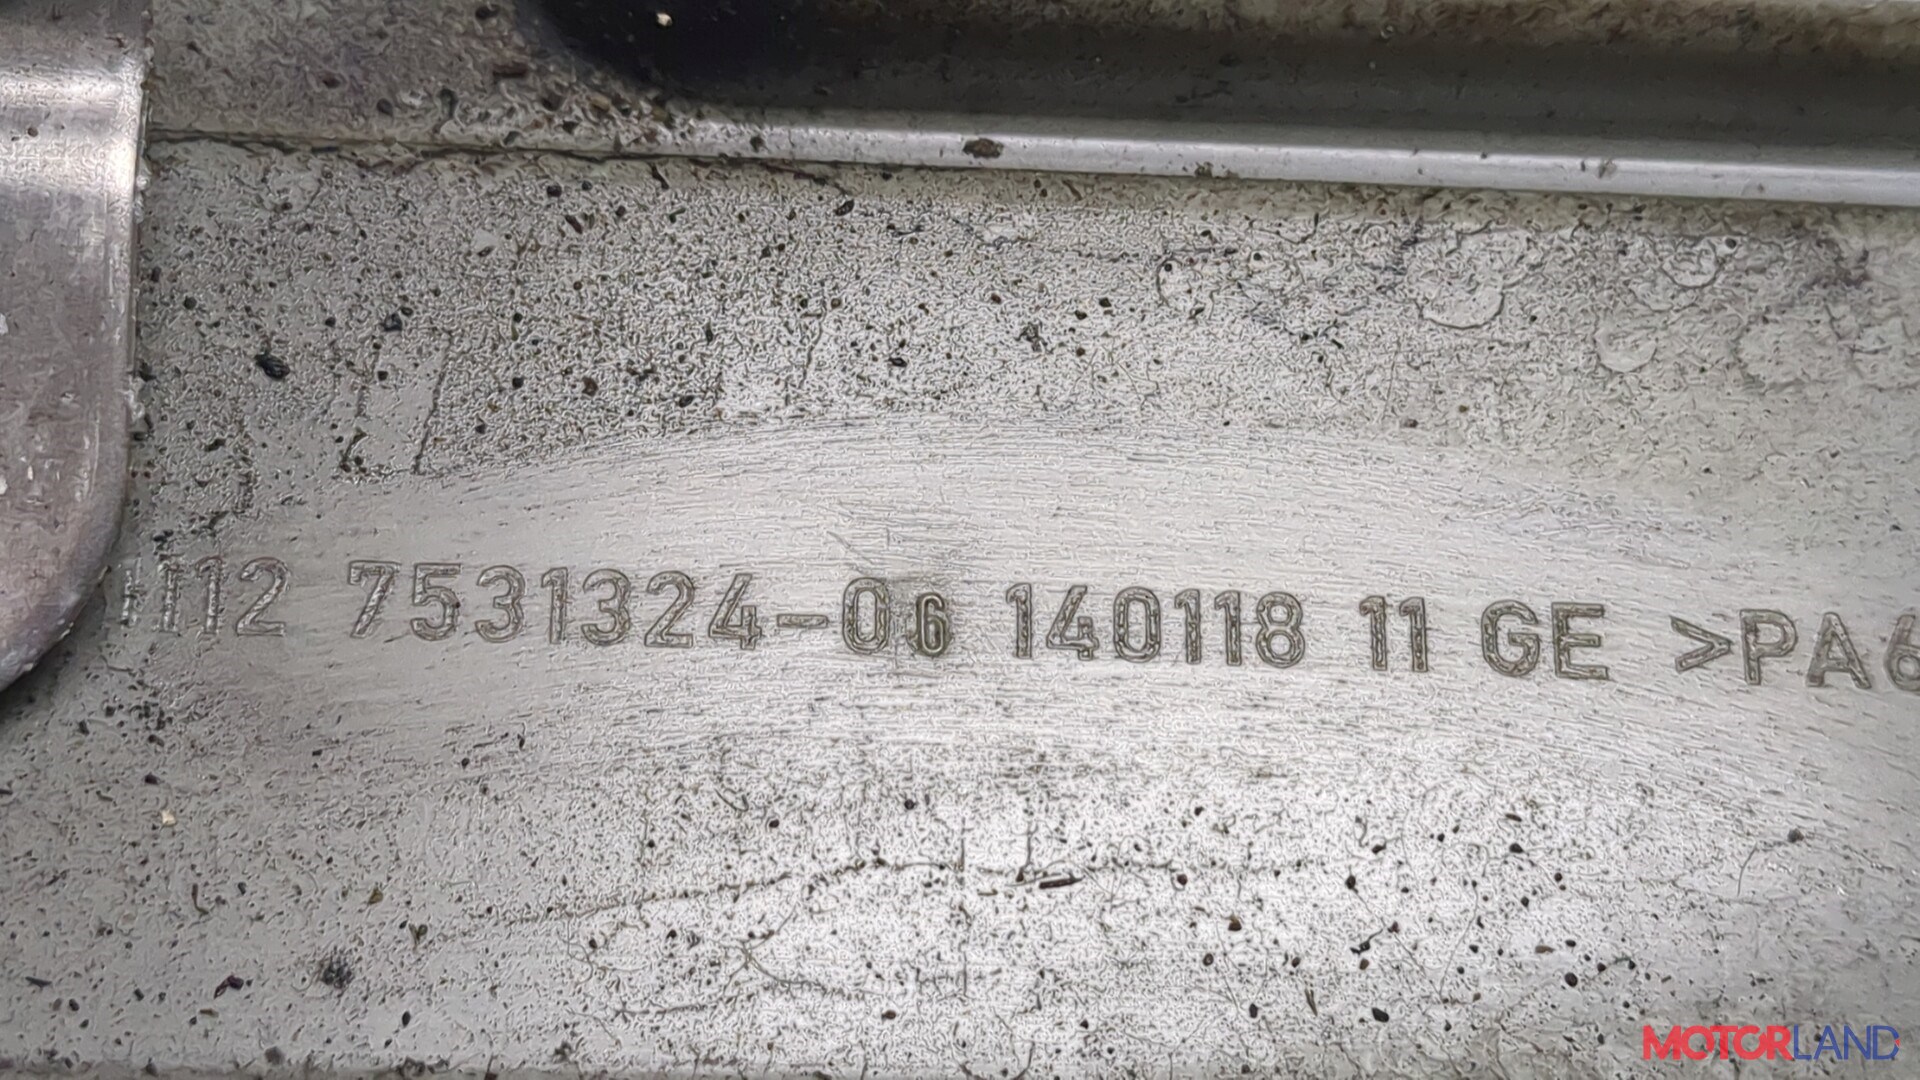 112 7531324-06 140118 11 GE >PA6
MOTORLAND